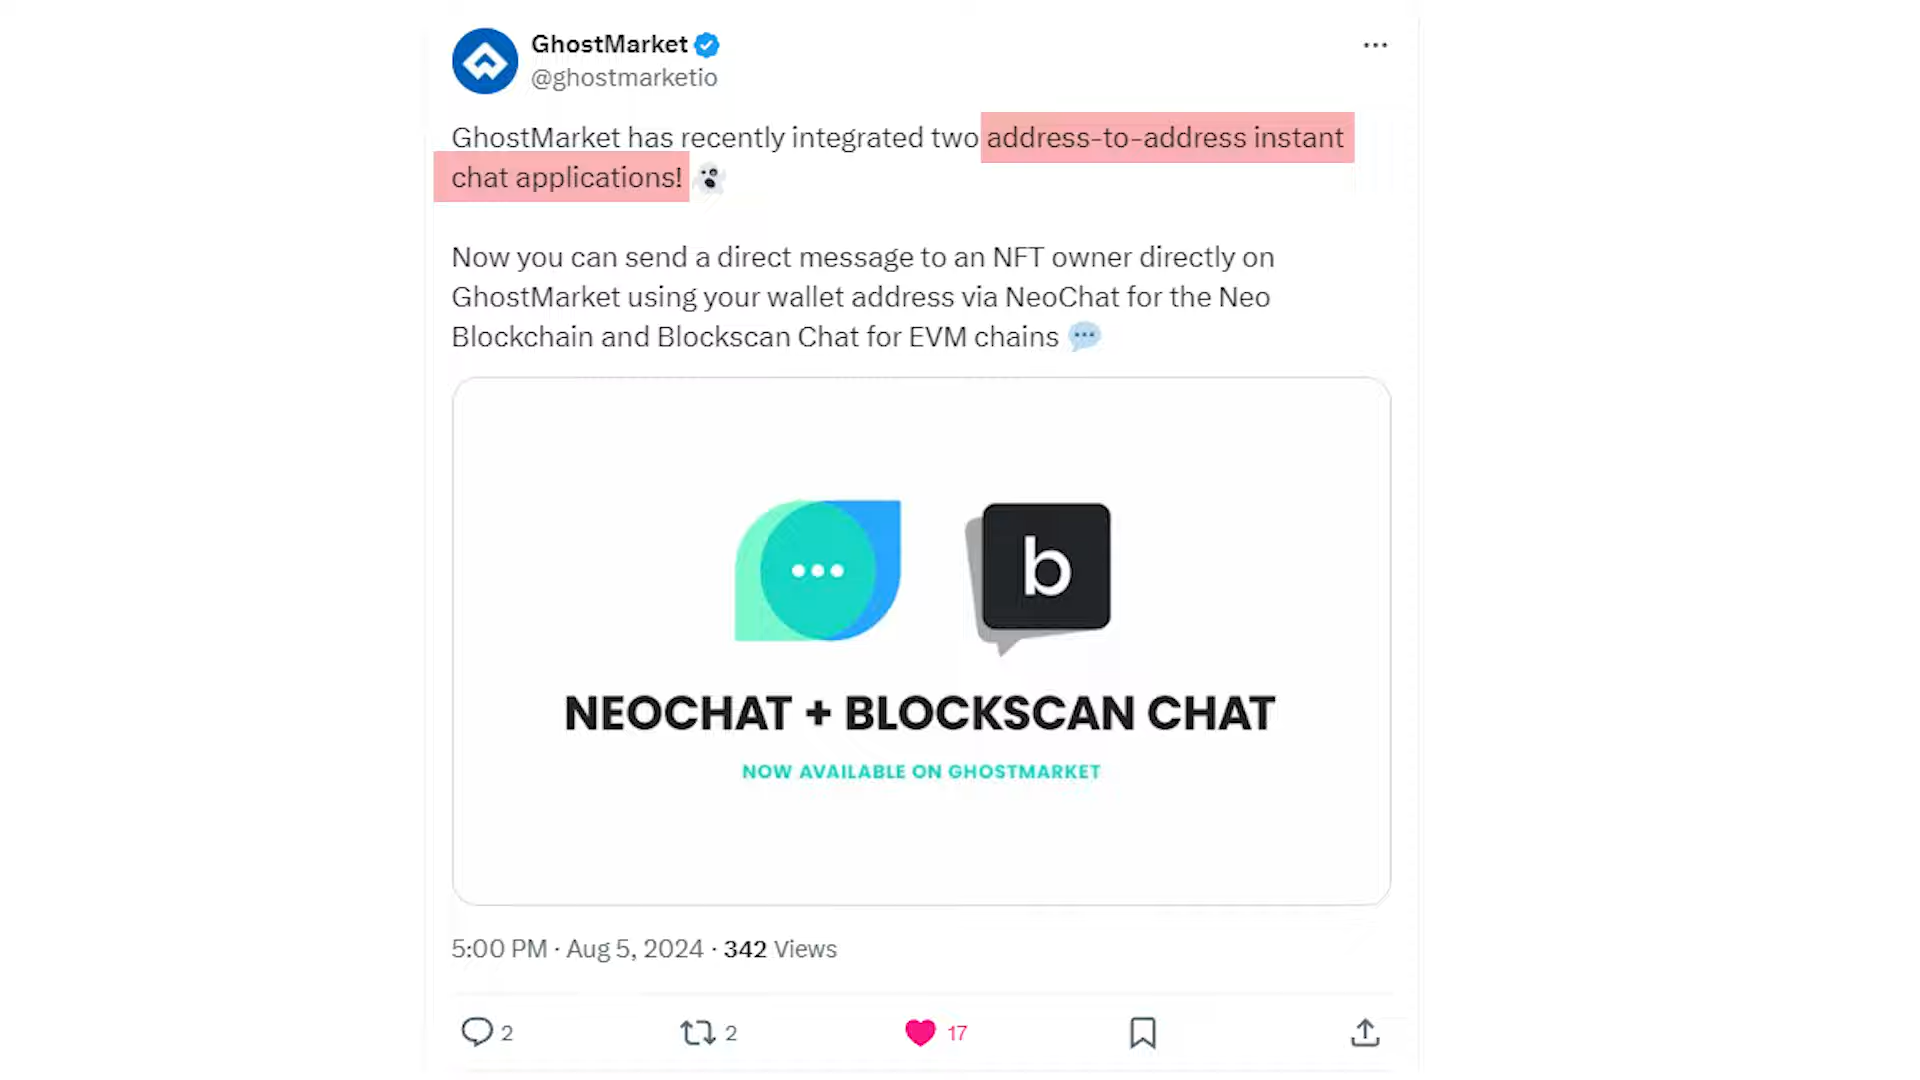 GhostMarket
@ghostmarketio
GhostMarket has recently integrated two address-to-address instant
chat applications! 👻
Now you can send a direct message to an NFT owner directly on
GhostMarket using your wallet address via NeoChat for the Neo
Blockchain and Blockscan Chat for EVM chains 💬
b
NEOCHAT + BLOCKSCAN CHAT
NOW AVAILABLE ON GHOSTMARKET
5:00 PM · Aug 5, 2024 · 342 Views
2 2 17